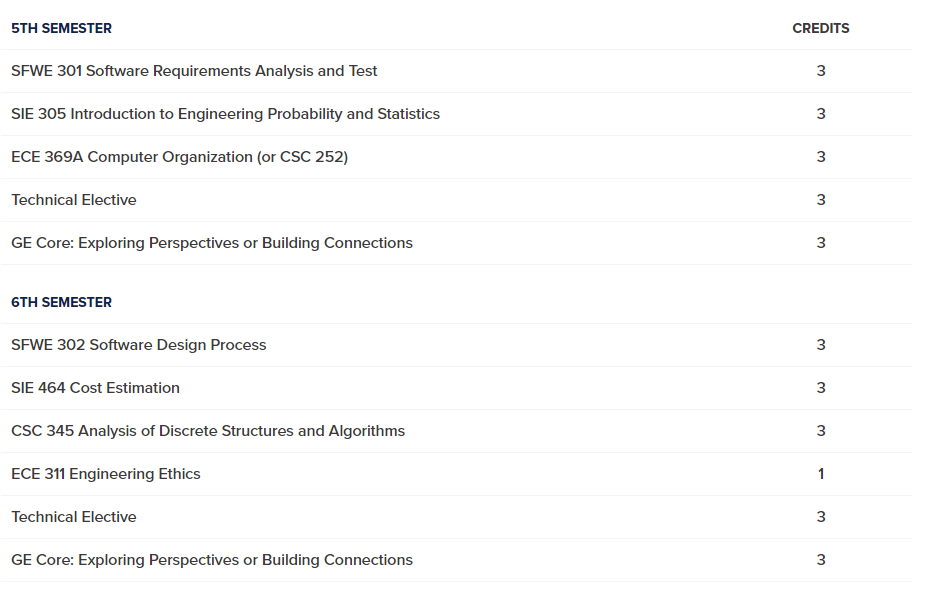 5TH SEMESTER CREDITS
SFWE 301 Software Requirements Analysis and Test 3
SIE 305 Introduction to Engineering Probability and Statistics 3
ECE 369A Computer Organization (or CSC 252) 3
Technical Elective 3
GE Core: Exploring Perspectives or Building Connections 3
6TH SEMESTER
SFWE 302 Software Design Process 3
SIE 464 Cost Estimation 3
CSC 345 Analysis of Discrete Structures and Algorithms 3
ECE 311 Engineering Ethics 1
Technical Elective 3
GE Core: Exploring Perspectives or Building Connections 3